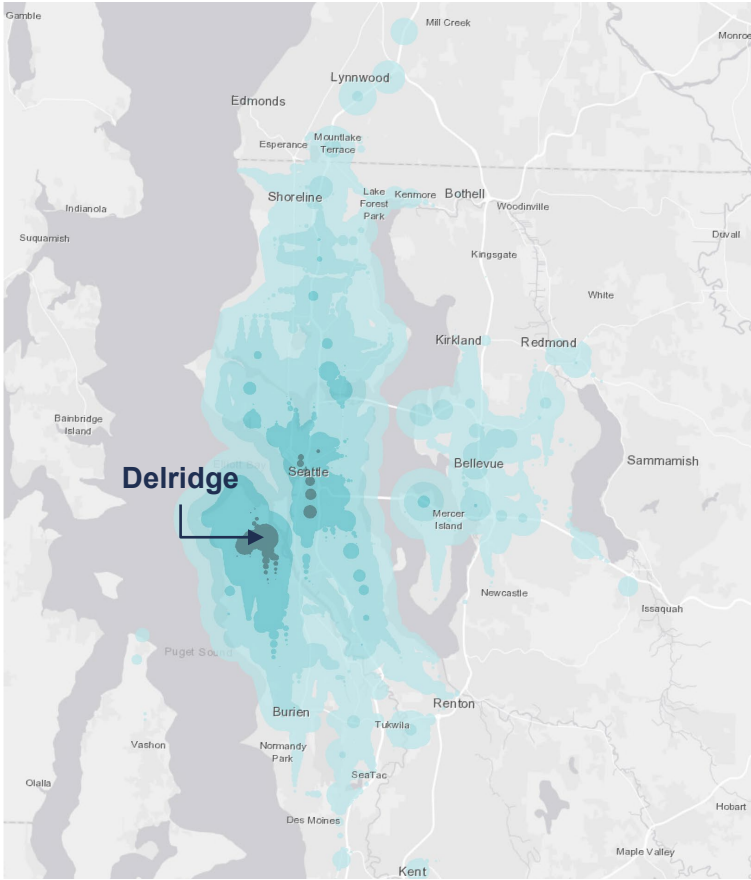 Gamble
Mill Creek
Monroe
Lynnwood
Edmonds
Esperance
Mountlake
Terrace
Shoreline
Lake
Forest
Park
Kenmore
Bothell
Woodinville
Indianola
Suquamish
Duvall
Kingsgate
White
Kirkland
Redmond
Bainbridge
Island
Delridge
Seattle
Bellevue
Sammamish
Mercer
Island
Newcastle
Issaquah
Puget Sound
Renton
Burien
Tukwila
Vashon
Normandy
Park
SeaTac
Olalla
Des Moines
Hobart
Maple Valley
Kent